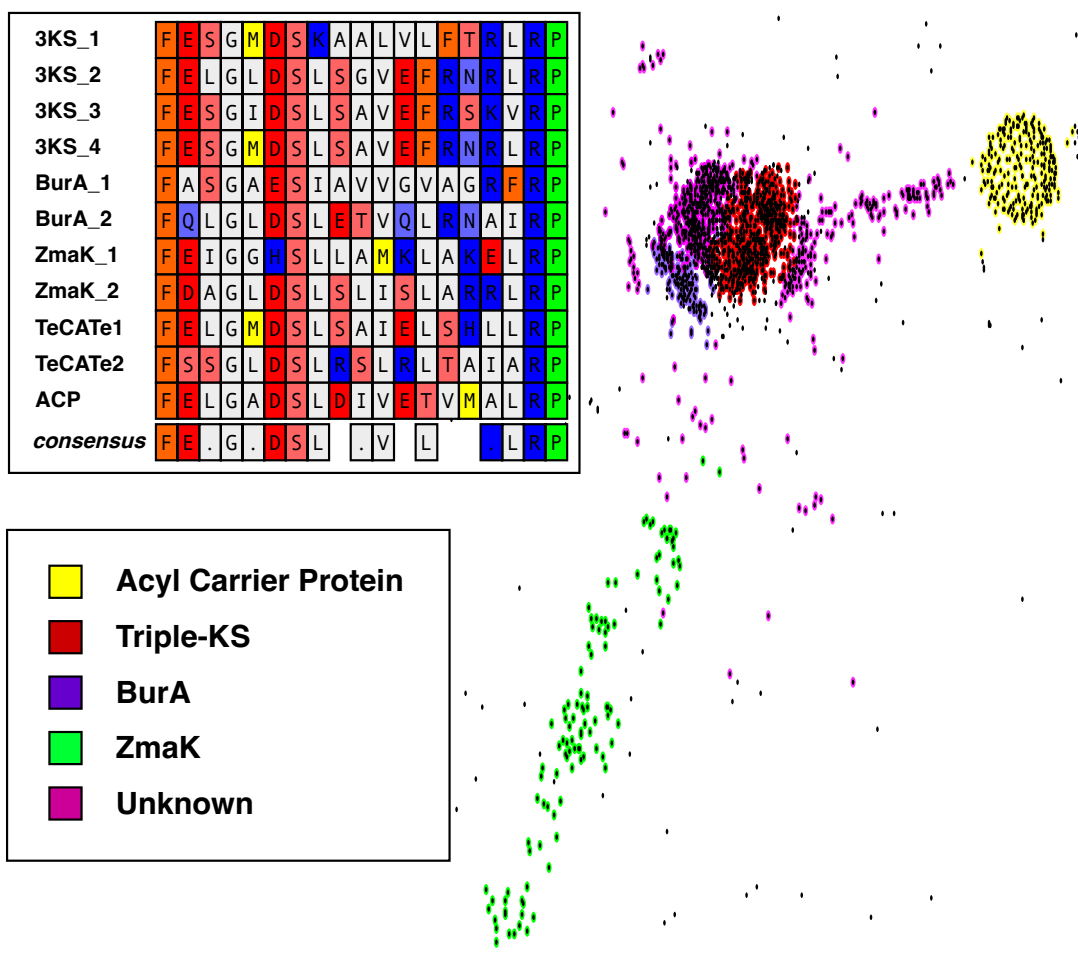 3KS_1 F E S G M D S K A A L V L F T R L R P
3KS_2 F E L G L D S L S G V E F R N R L R P
3KS_3 F E S G I D S L S A V E F R S K V R P
3KS_4 F E S G M D S L S A V E F R N R L R P
BurA_1 F A S G A E S I A V V G V A G R F R P
BurA_2 F Q L G L D S L E T V Q L R N A I R P
ZmaK_1 F E I G G H S L L A M K L A K E L R P
ZmaK_2 F D A G L D S L S L I S L A R R L R P
TeCATe1 F E L G M D S L S A I E L S H L L R P
TeCATe2 F S S G L D S L R S L R L T A I A R P
ACP F E L G A D S L D I V E T V M A L R P
consensus F E . G . D S L . V L . L R P
Acyl Carrier Protein
Triple-KS
BurA
ZmaK
Unknown